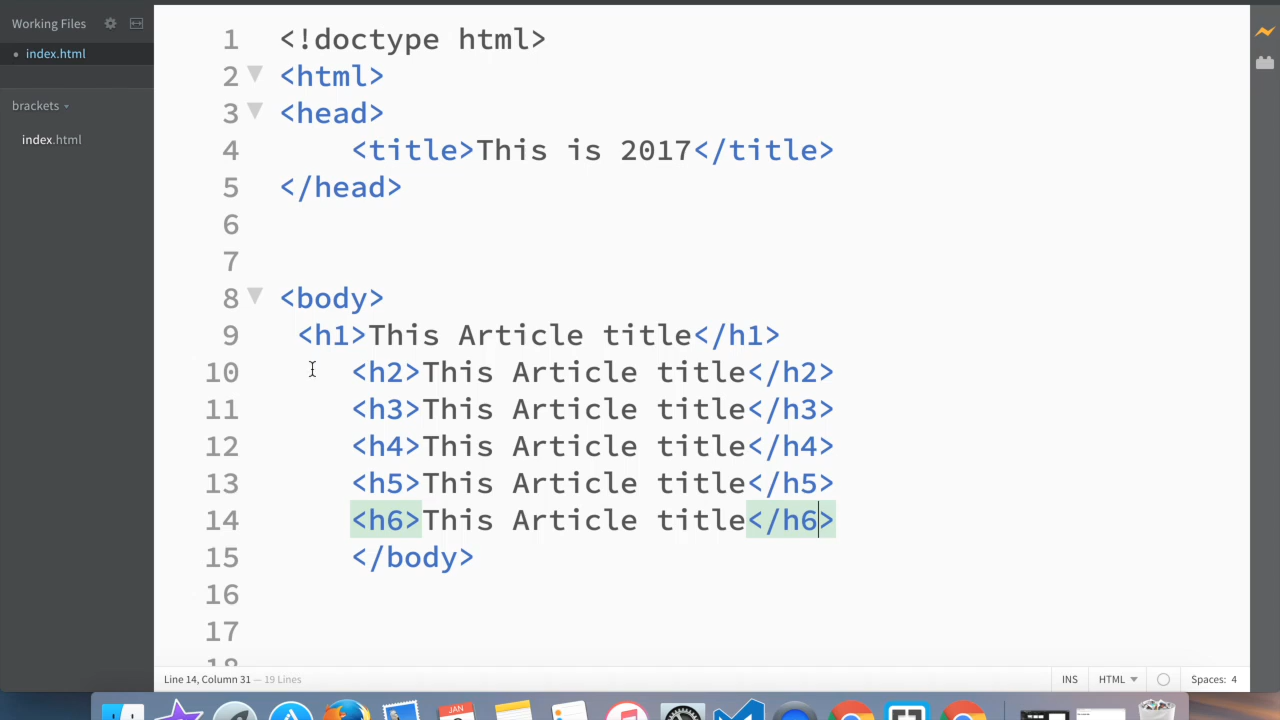 Working Files
index.html
brackets
index.html
1 <!doctype html>
2 <html>
3 <head>
4 <title>This is 2017</title>
5 </head>
6
7
8 <body>
9 <h1>This Article title</h1>
10 <h2>This Article title</h2>
11 <h3>This Article title</h3>
12 <h4>This Article title</h4>
13 <h5>This Article title</h5>
14 <h6>This Article title</h6>
15 </body>
16
17
18
Line 14, Column 31 — 19 Lines
INS HTML Spaces: 4
JAN